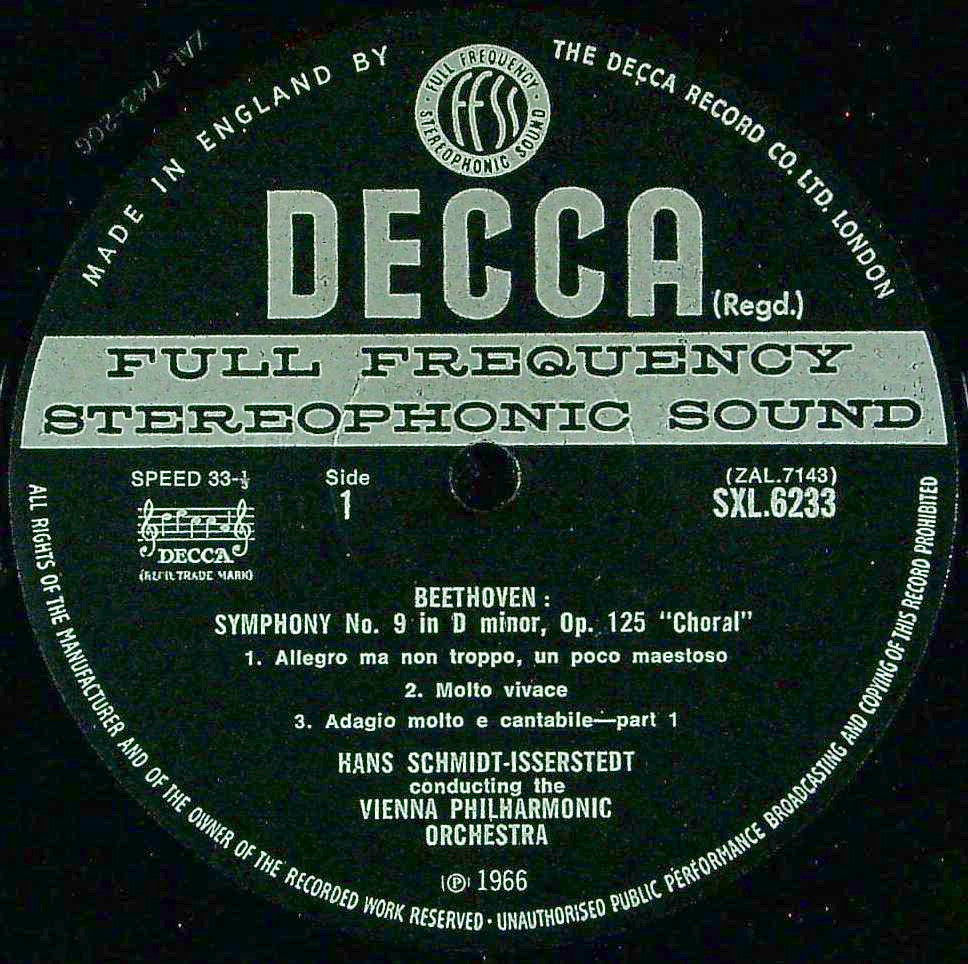 MADE IN ENGLAND BY
THE DECCA RECORD CO. LTD. LONDON
FULL FREQUENCY
ffss
STEREOPHONIC SOUND
DECCA
(Regd.)
FULL FREQUENCY
STEREOPHONIC SOUND
SPEED 33-⅓
Side
1
(ZAL.7143)
SXL.6233
DECCA
TRADE MARK)
BEETHOVEN :
SYMPHONY No. 9 in D minor, Op. 125 "Choral"
1. Allegro ma non troppo, un poco maestoso
2. Molto vivace
3. Adagio molto e cantabile—part 1
HANS SCHMIDT-ISSERSTEDT
conducting the
VIENNA PHILHARMONIC
ORCHESTRA
℗ 1966
ALL RIGHTS OF THE MANUFACTURER AND OF THE OWNER OF THE RECORDED WORK RESERVED · UNAUTHORISED PUBLIC PERFORMANCE BROADCASTING AND COPYING OF THIS RECORD PROHIBITED